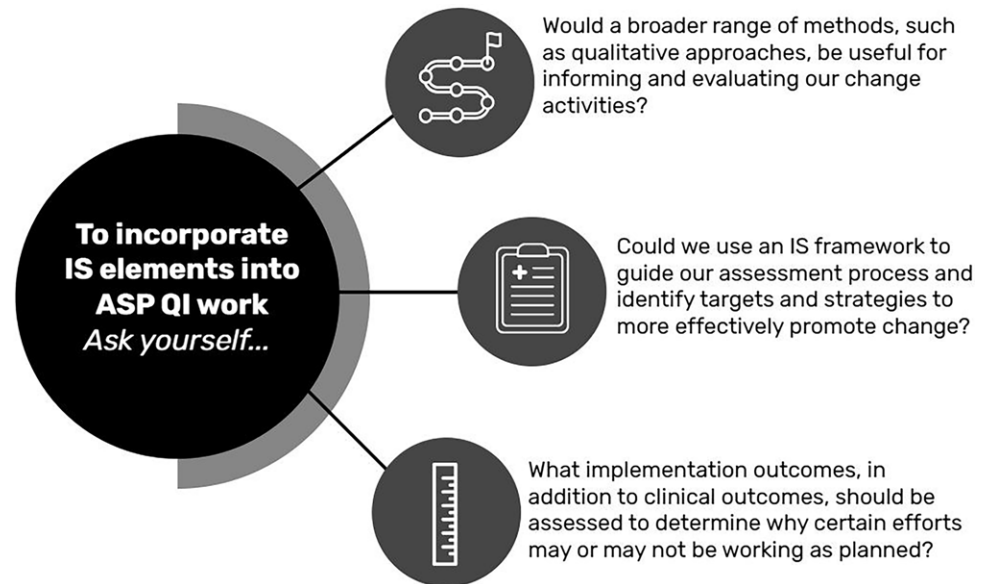 To incorporate
IS elements into
ASP QI work
Ask yourself...
Would a broader range of methods, such
as qualitative approaches, be useful for
informing and evaluating our change
activities?
Could we use an IS framework to
guide our assessment process and
identify targets and strategies to
more effectively promote change?
What implementation outcomes, in
addition to clinical outcomes, should be
assessed to determine why certain efforts
may or may not be working as planned?